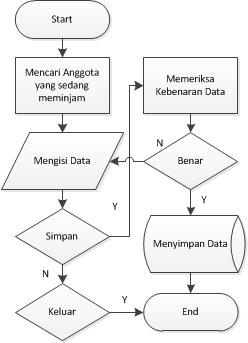 Start
Mencari Anggota
yang sedang
meminjam
Memeriksa
Kebenaran Data
Mengisi Data
N
Benar
Y
Y
Simpan
Menyimpan Data
N
Keluar
Y
End